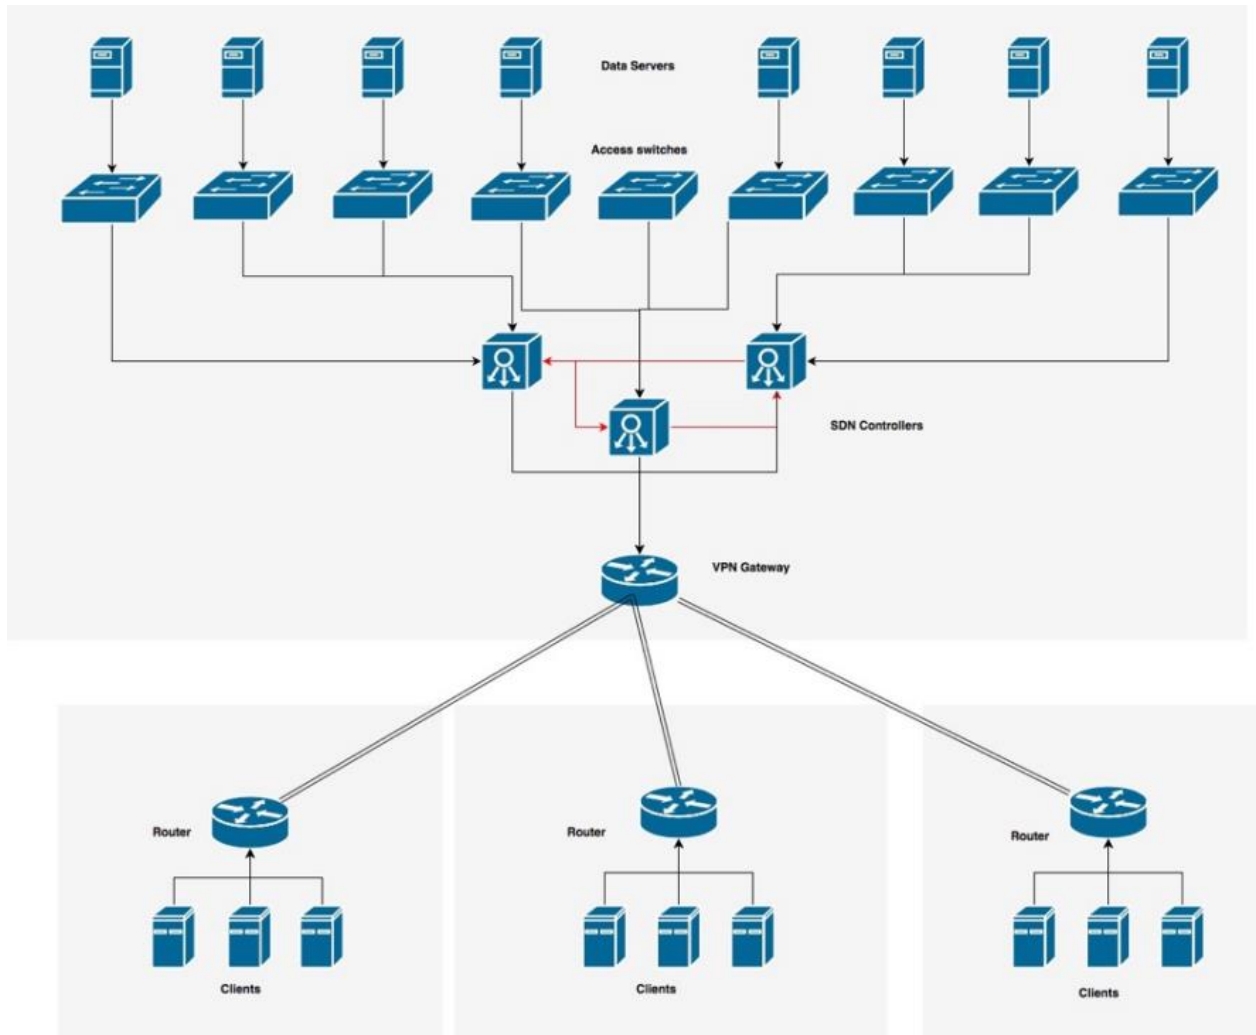 Data Servers
Access switches
SDN Controllers
VPN Gateway
Router
Router
Router
Clients
Clients
Clients